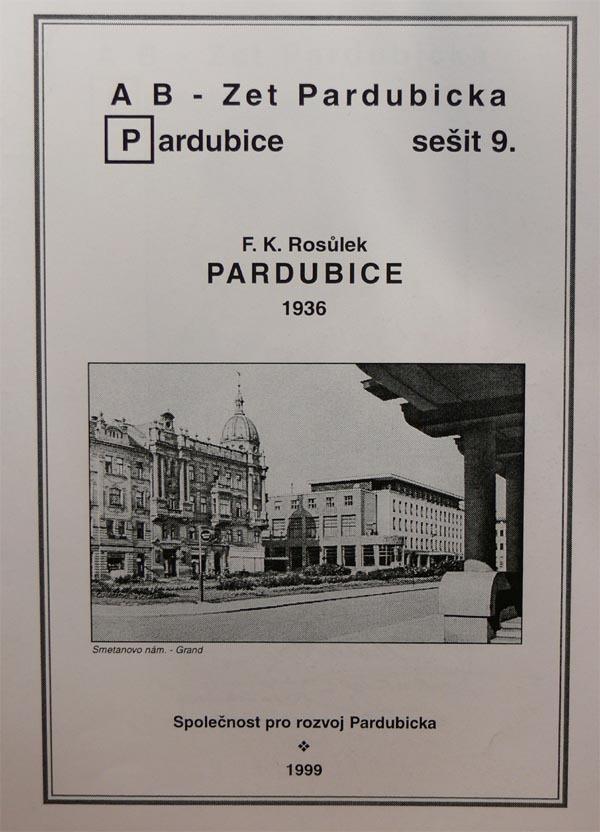 A B - Zet Pardubicka
Pardubice sešit 9.
F. K. Rosůlek
PARDUBICE
1936
Smetanovo nám. - Grand
Společnost pro rozvoj Pardubicka
1999